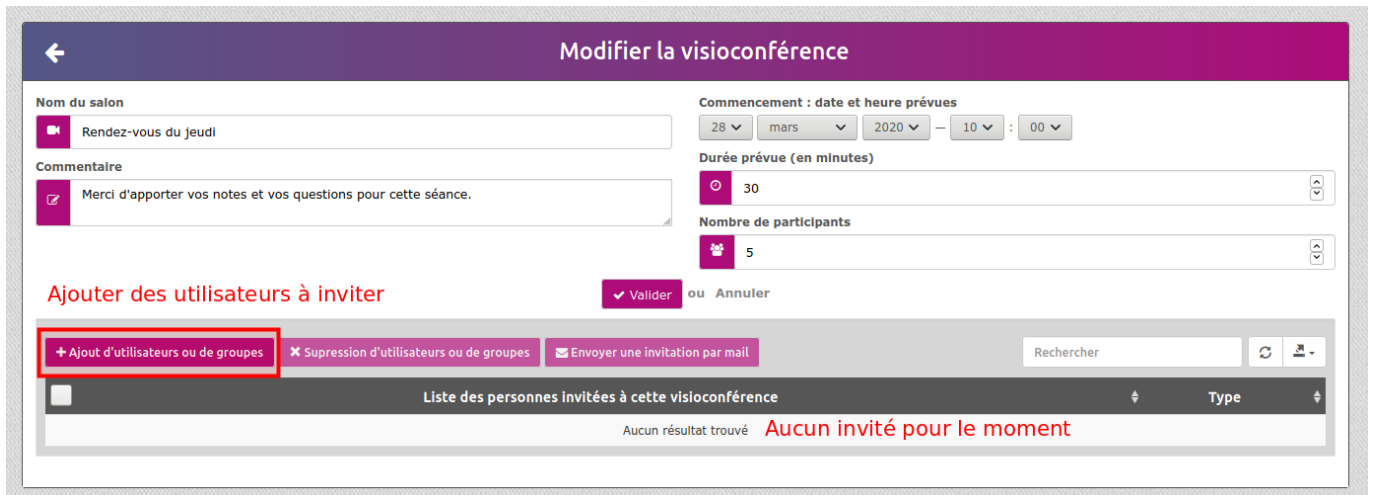 Modifier la visioconférence
Nom du salon
Rendez-vous du jeudi
Commentaire
Merci d'apporter vos notes et vos questions pour cette séance.
Commencement : date et heure prévues
28 mars 2020 — 10 : 00
Durée prévue (en minutes)
30
Nombre de participants
5
Ajouter des utilisateurs à inviter
Valider ou Annuler
Ajout d'utilisateurs ou de groupes
Supression d'utilisateurs ou de groupes
Envoyer une invitation par mail
Rechercher
Liste des personnes invitées à cette visioconférence
Type
Aucun résultat trouvé
Aucun invité pour le moment